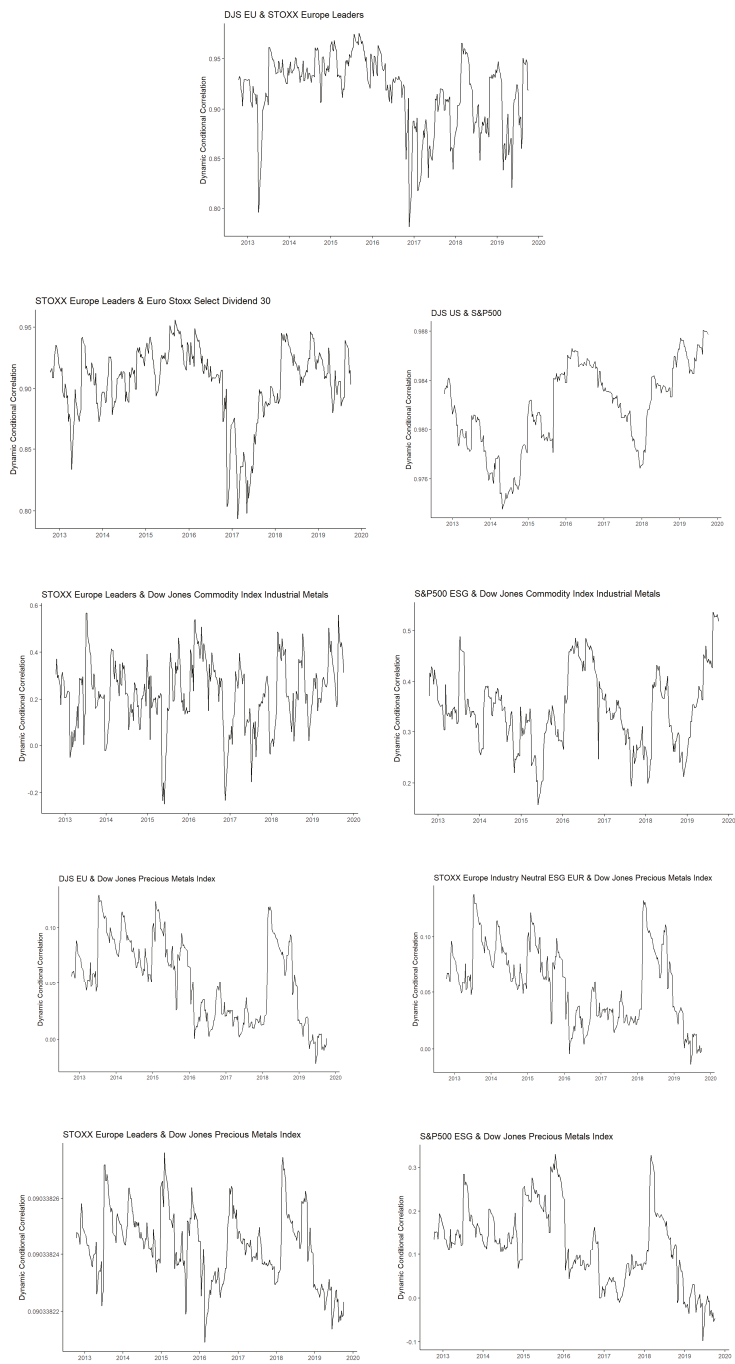 DJS EU & STOXX Europe Leaders
Dynamic Conditional Correlation
0.95
0.90
0.85
0.80
2013 2014 2015 2016 2017 2018 2019 2020
STOXX Europe Leaders & Euro Stoxx Select Dividend 30
Dynamic Conditional Correlation
0.95
0.90
0.85
0.80
2013 2014 2015 2016 2017 2018 2019 2020
DJS US & S&P500
Dynamic Conditional Correlation
0.988
0.984
0.980
0.976
2013 2014 2015 2016 2017 2018 2019 2020
STOXX Europe Leaders & Dow Jones Commodity Index Industrial Metals
Dynamic Conditional Correlation
0.6
0.4
0.2
0.0
-0.2
2013 2014 2015 2016 2017 2018 2019 2020
S&P500 ESG & Dow Jones Commodity Index Industrial Metals
Dynamic Conditional Correlation
0.5
0.4
0.3
0.2
2013 2014 2015 2016 2017 2018 2019 2020
DJS EU & Dow Jones Precious Metals Index
Dynamic Conditional Correlation
0.10
0.05
0.00
2013 2014 2015 2016 2017 2018 2019 2020
STOXX Europe Industry Neutral ESG EUR & Dow Jones Precious Metals Index
Dynamic Conditional Correlation
0.10
0.05
0.00
2013 2014 2015 2016 2017 2018 2019 2020
STOXX Europe Leaders & Dow Jones Precious Metals Index
Dynamic Conditional Correlation
0.09033826
0.09033824
0.09033822
2013 2014 2015 2016 2017 2018 2019 2020
S&P500 ESG & Dow Jones Precious Metals Index
Dynamic Conditional Correlation
0.3
0.2
0.1
0.0
-0.1
2013 2014 2015 2016 2017 2018 2019 2020